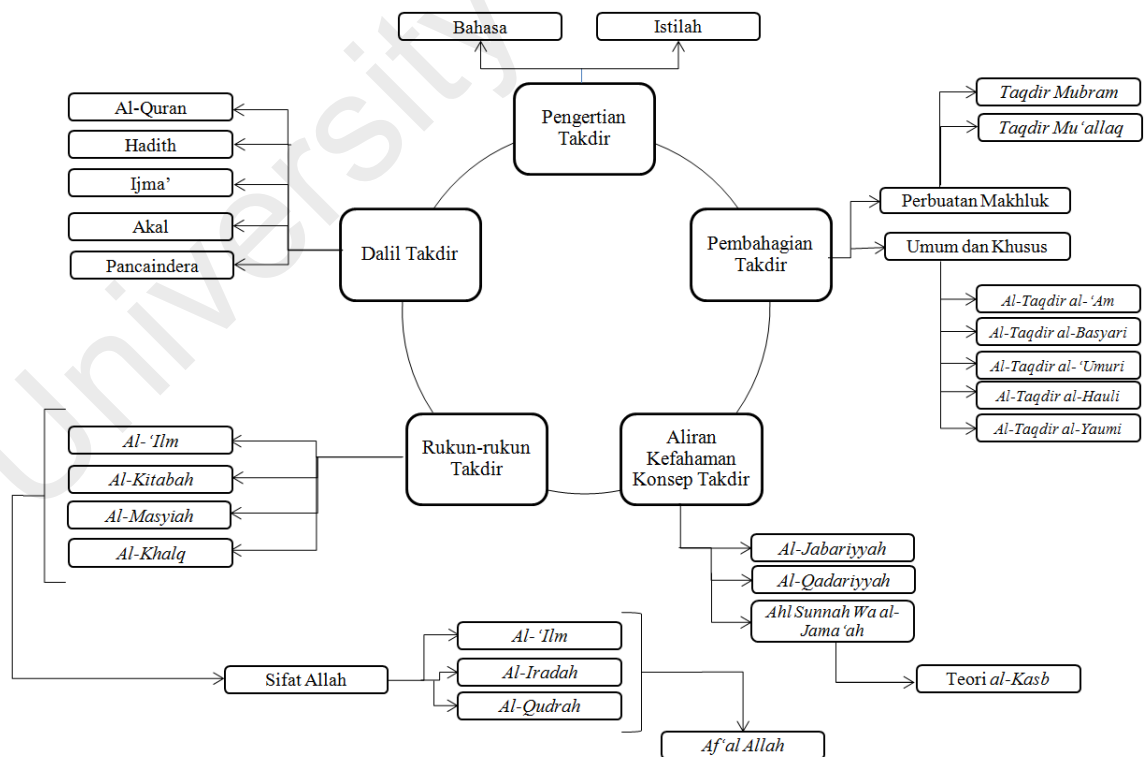 Bahasa
Istilah
Pengertian
Takdir
Al-Quran
Hadith
Ijma’
Akal
Pancaindera
Dalil Takdir
Pembahagian
Takdir
Taqdir Mubram
Taqdir Mu‘allaq
Perbuatan Makhluk
Umum dan Khusus
Al-Taqdir al-‘Am
Al-Taqdir al-Basyari
Al-Taqdir al-‘Umuri
Al-Taqdir al-Hauli
Al-Taqdir al-Yaumi
Rukun-rukun
Takdir
Aliran
Kefahaman
Konsep Takdir
Al-‘Ilm
Al-Kitabah
Al-Masyiah
Al-Khalq
Al-Jabariyyah
Al-Qadariyyah
Ahl Sunnah Wa al-
Jama‘ah
Teori al-Kasb
Sifat Allah
Al-‘Ilm
Al-Iradah
Al-Qudrah
Af‘al Allah
University